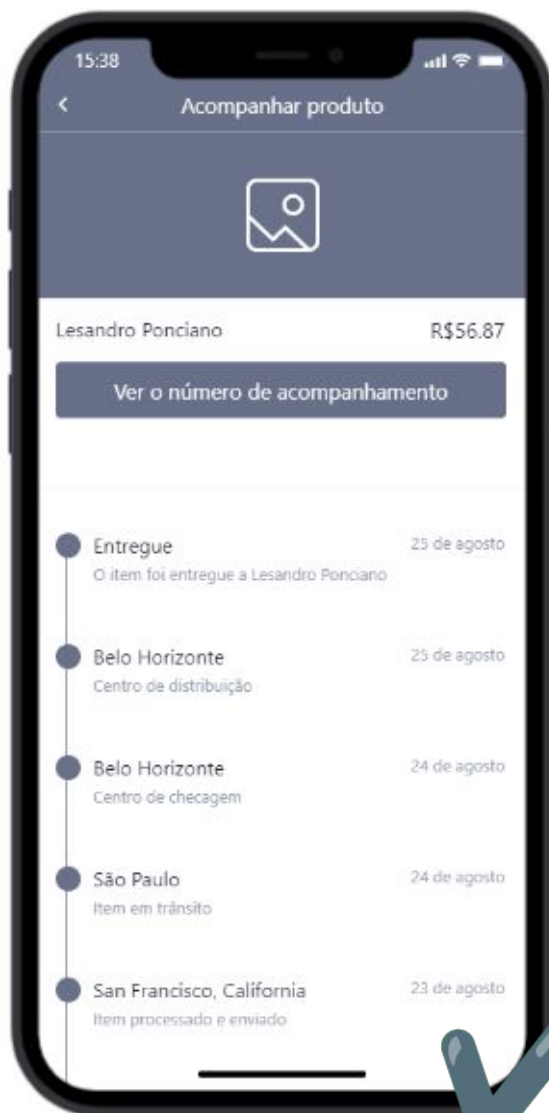 15:38
Acompanhar produto
Lesandro Ponciano R$56.87
Ver o número de acompanhamento
Entregue 25 de agosto
O item foi entregue a Lesandro Ponciano
Belo Horizonte 25 de agosto
Centro de distribuição
Belo Horizonte 24 de agosto
Centro de checagem
São Paulo 24 de agosto
Item em trânsito
San Francisco, California 23 de agosto
Item processado e enviado